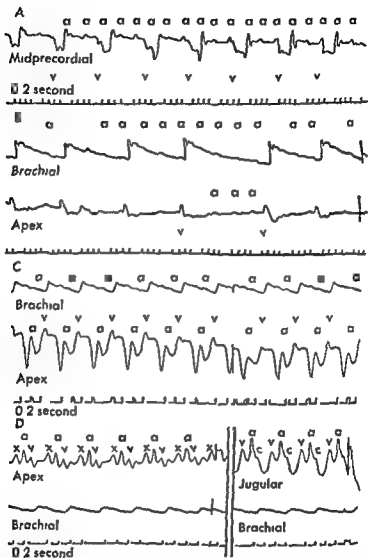 A
a a a a a a a a a a a a a a a a a
Midprecordial
v v v v v v v
0 2 second
a a a a a a a a a a a a a
Brachial
a a a
Apex
v v
C
a a a a a a a
Brachial
v v v v v v v v v
a a a a a a a a a
Apex
0 2 second
D
a a a a a a a a a
x v x v x v x v x v x v c v c v c v
Apex
Jugular
Brachial
Brachial
0 2 second